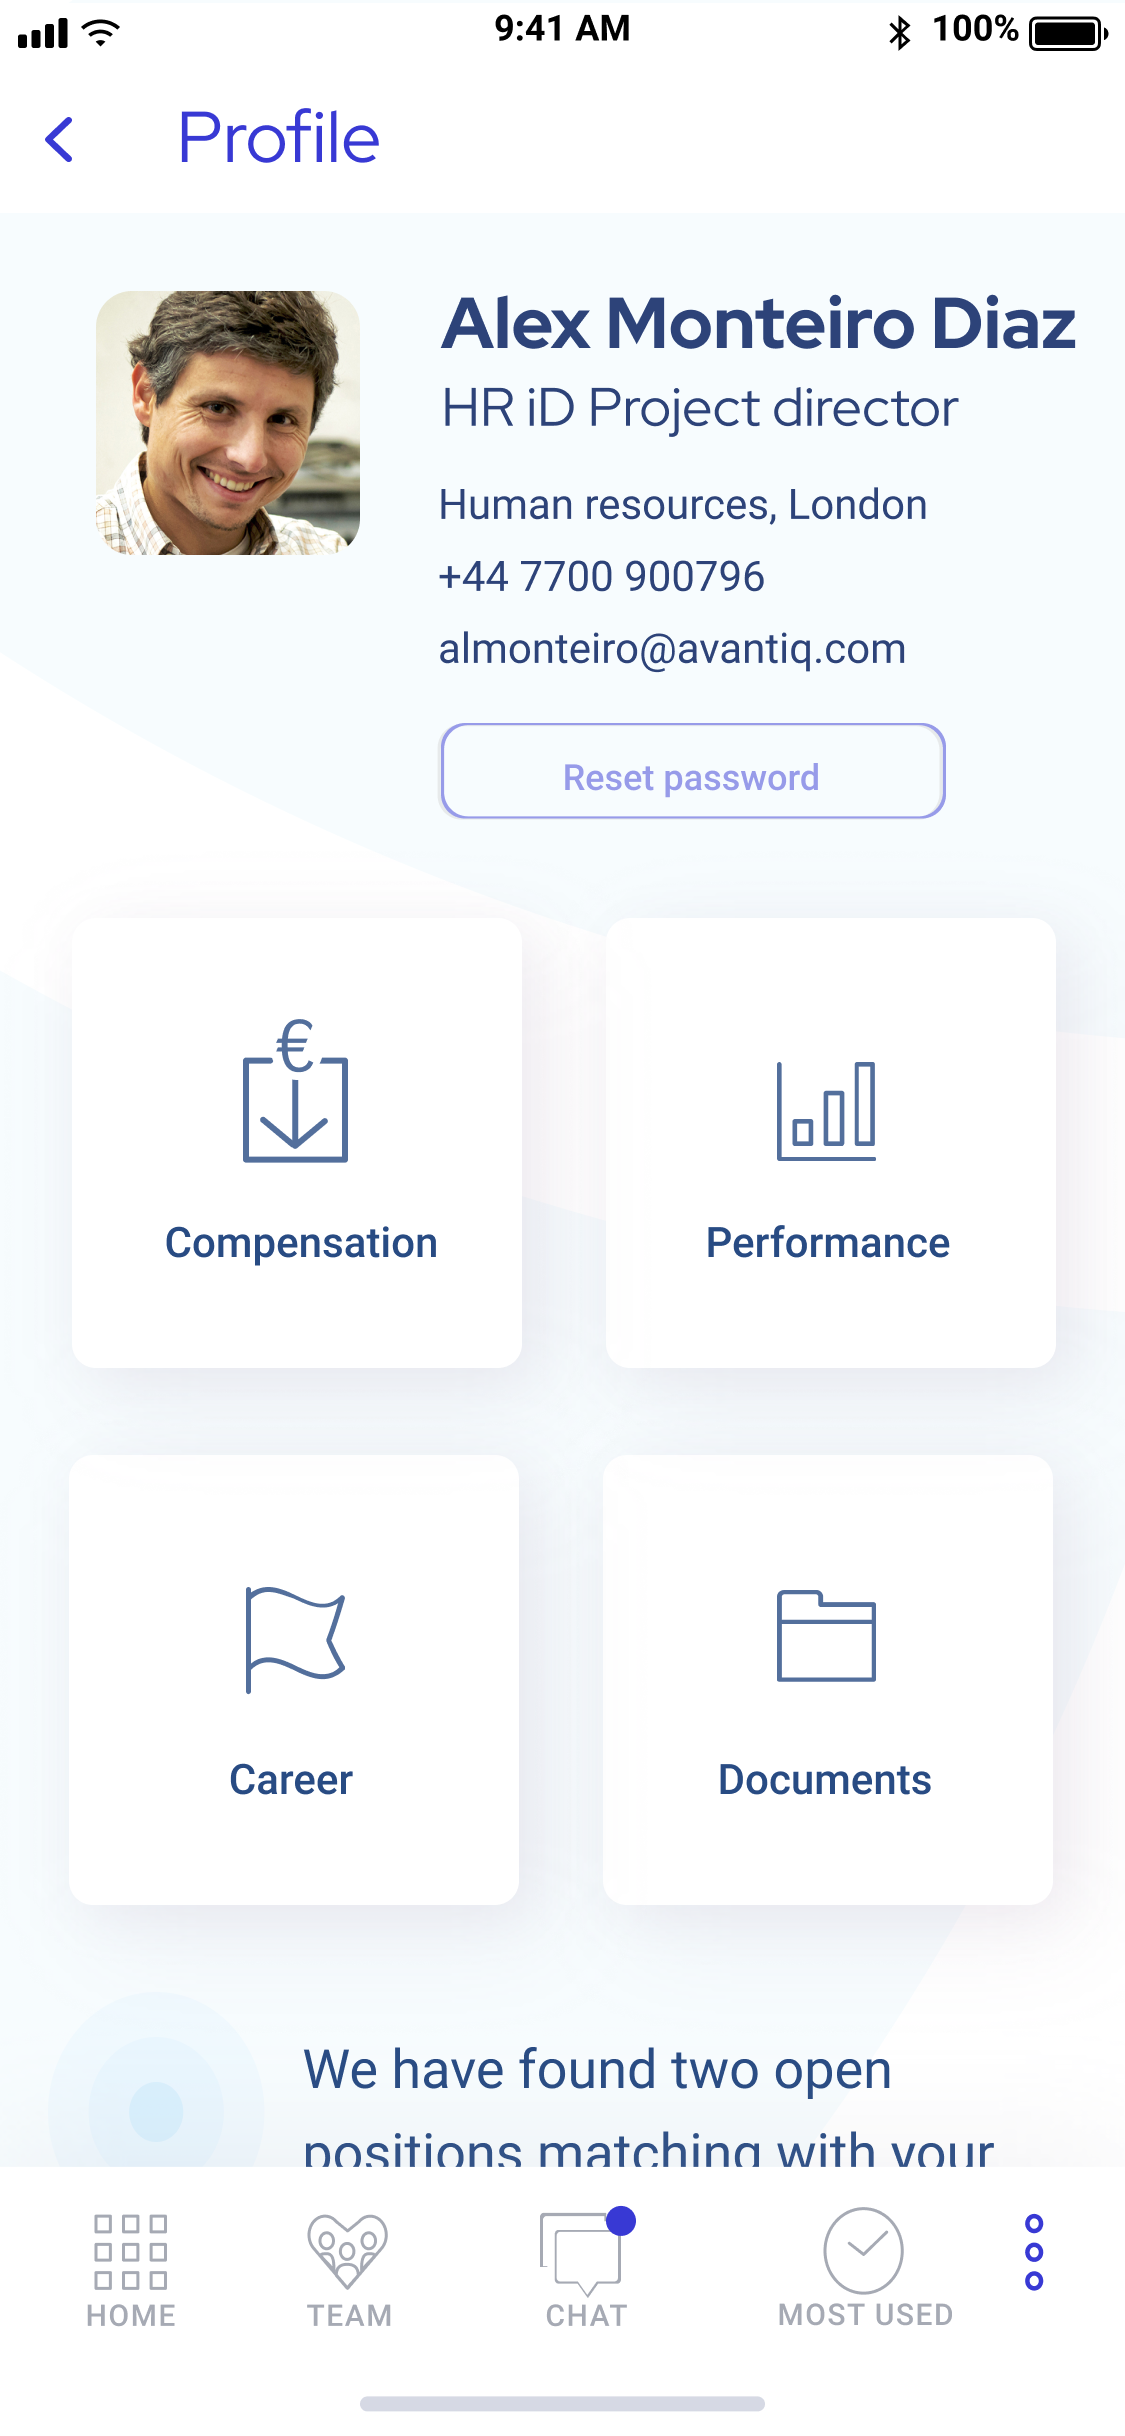 9:41 AM
100%
Profile
Alex Monteiro Diaz
HR iD Project director
Human resources, London
+44 7700 900796
almonteiro@avantiq.com
Reset password
€
Compensation
Performance
Career
Documents
We have found two open
positions matching with your
HOME
TEAM
CHAT
MOST USED